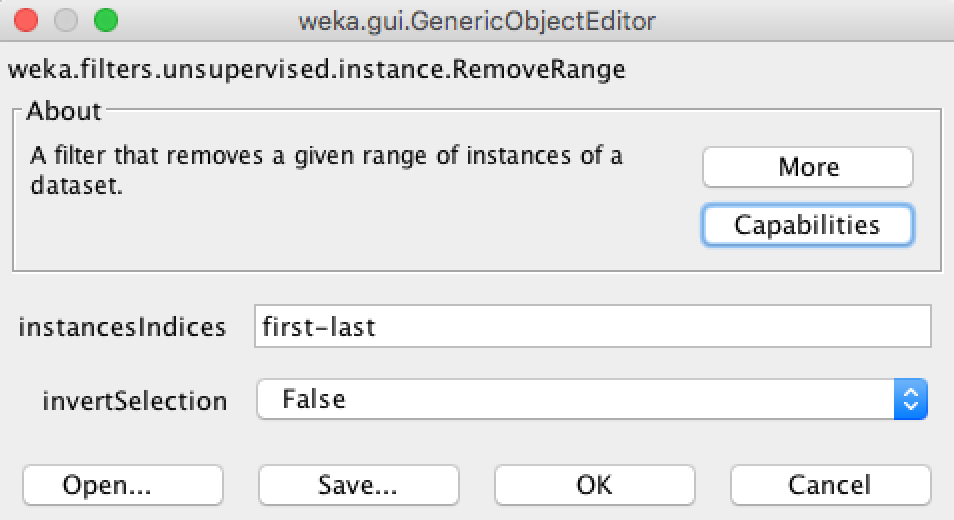 weka.gui.GenericObjectEditor
weka.filters.unsupervised.instance.RemoveRange
About
A filter that removes a given range of instances of a
dataset.
More
Capabilities
instancesIndices first-last
invertSelection False
Open... Save... OK Cancel